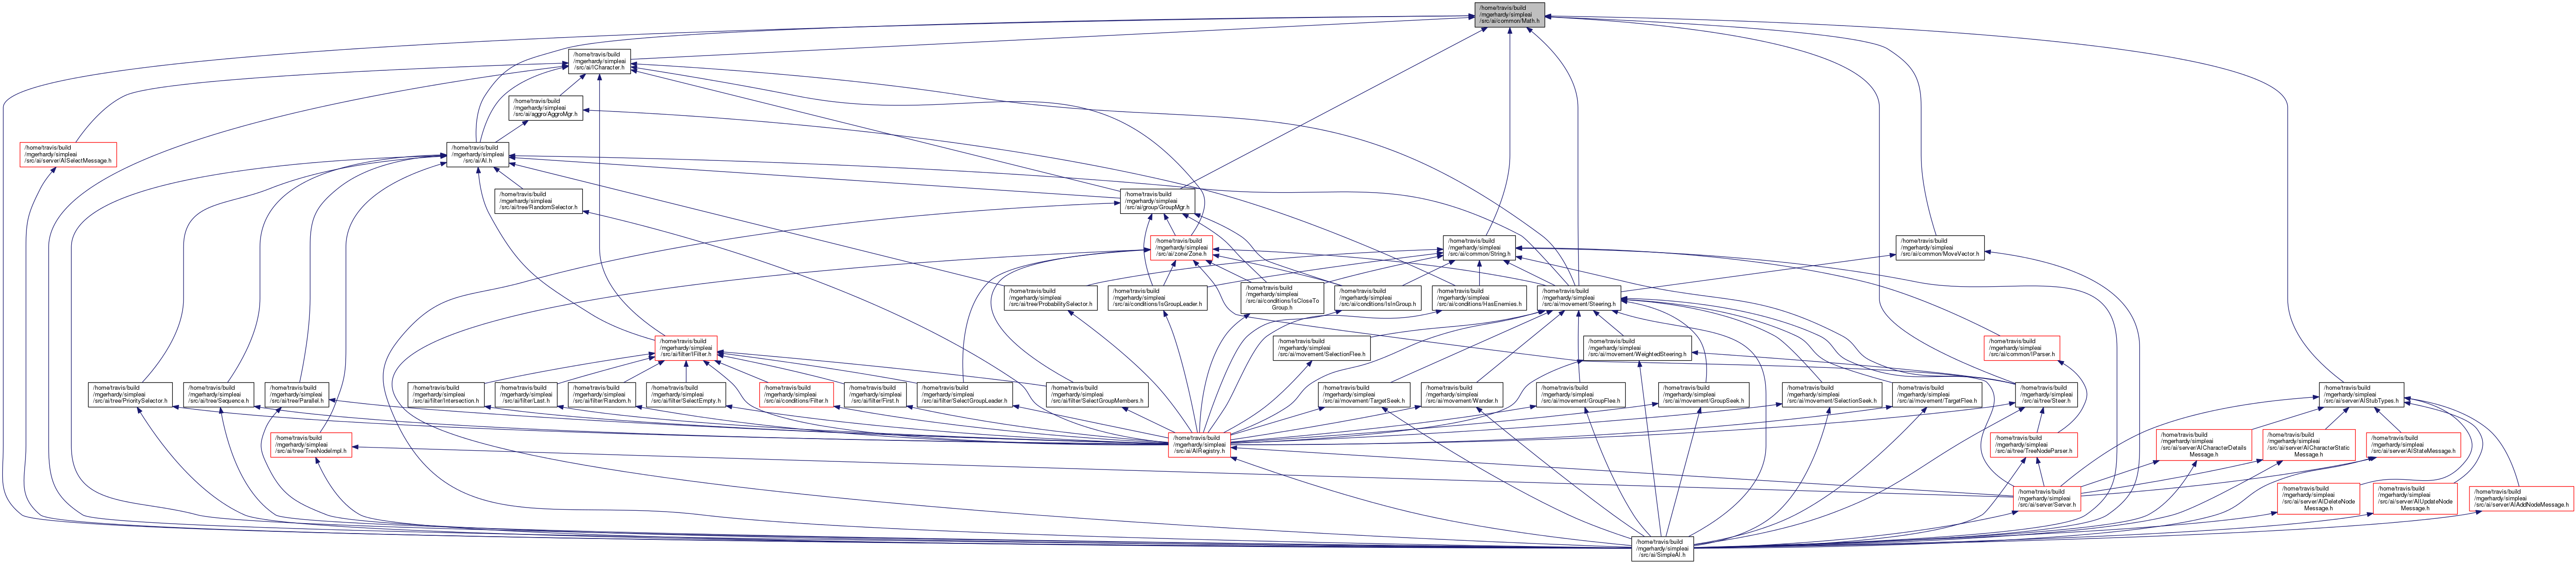 /home/travis/build
/mgerhardy/simpleai
/src/ai/common/Math.h
/home/travis/build
/mgerhardy/simpleai
/src/ai/ICharacter.h
/home/travis/build
/mgerhardy/simpleai
/src/ai/aggro/AggroMgr.h
/home/travis/build
/mgerhardy/simpleai
/src/ai/server/AISelectMessage.h
/home/travis/build
/mgerhardy/simpleai
/src/ai/AI.h
/home/travis/build
/mgerhardy/simpleai
/src/ai/tree/RandomSelector.h
/home/travis/build
/mgerhardy/simpleai
/src/ai/group/GroupMgr.h
/home/travis/build
/mgerhardy/simpleai
/src/ai/zone/Zone.h
/home/travis/build
/mgerhardy/simpleai
/src/ai/common/String.h
/home/travis/build
/mgerhardy/simpleai
/src/ai/common/MoveVector.h
/home/travis/build
/mgerhardy/simpleai
/src/ai/tree/ProbabilitySelector.h
/home/travis/build
/mgerhardy/simpleai
/src/ai/conditions/IsGroupLeader.h
/home/travis/build
/mgerhardy/simpleai
/src/ai/conditions/IsCloseTo
Group.h
/home/travis/build
/mgerhardy/simpleai
/src/ai/conditions/IsInGroup.h
/home/travis/build
/mgerhardy/simpleai
/src/ai/conditions/HasEnemies.h
/home/travis/build
/mgerhardy/simpleai
/src/ai/movement/Steering.h
/home/travis/build
/mgerhardy/simpleai
/src/ai/filter/IFilter.h
/home/travis/build
/mgerhardy/simpleai
/src/ai/movement/SelectionFlee.h
/home/travis/build
/mgerhardy/simpleai
/src/ai/movement/WeightedSteering.h
/home/travis/build
/mgerhardy/simpleai
/src/ai/common/IParser.h
/home/travis/build
/mgerhardy/simpleai
/src/ai/tree/PrioritySelector.h
/home/travis/build
/mgerhardy/simpleai
/src/ai/tree/Sequence.h
/home/travis/build
/mgerhardy/simpleai
/src/ai/tree/Parallel.h
/home/travis/build
/mgerhardy/simpleai
/src/ai/filter/Intersection.h
/home/travis/build
/mgerhardy/simpleai
/src/ai/filter/Last.h
/home/travis/build
/mgerhardy/simpleai
/src/ai/filter/Random.h
/home/travis/build
/mgerhardy/simpleai
/src/ai/filter/SelectEmpty.h
/home/travis/build
/mgerhardy/simpleai
/src/ai/conditions/Filter.h
/home/travis/build
/mgerhardy/simpleai
/src/ai/filter/First.h
/home/travis/build
/mgerhardy/simpleai
/src/ai/filter/SelectGroupLeader.h
/home/travis/build
/mgerhardy/simpleai
/src/ai/filter/SelectGroupMembers.h
/home/travis/build
/mgerhardy/simpleai
/src/ai/movement/TargetSeek.h
/home/travis/build
/mgerhardy/simpleai
/src/ai/movement/Wander.h
/home/travis/build
/mgerhardy/simpleai
/src/ai/movement/GroupFlee.h
/home/travis/build
/mgerhardy/simpleai
/src/ai/movement/GroupSeek.h
/home/travis/build
/mgerhardy/simpleai
/src/ai/movement/SelectionSeek.h
/home/travis/build
/mgerhardy/simpleai
/src/ai/movement/TargetFlee.h
/home/travis/build
/mgerhardy/simpleai
/src/ai/tree/Steer.h
/home/travis/build
/mgerhardy/simpleai
/src/ai/server/AIStubTypes.h
/home/travis/build
/mgerhardy/simpleai
/src/ai/tree/TreeNodeImpl.h
/home/travis/build
/mgerhardy/simpleai
/src/ai/AIRegistry.h
/home/travis/build
/mgerhardy/simpleai
/src/ai/tree/TreeNodeParser.h
/home/travis/build
/mgerhardy/simpleai
/src/ai/server/AICharacterDetails
Message.h
/home/travis/build
/mgerhardy/simpleai
/src/ai/server/AICharacterStatic
Message.h
/home/travis/build
/mgerhardy/simpleai
/src/ai/server/AIStateMessage.h
/home/travis/build
/mgerhardy/simpleai
/src/ai/server/Server.h
/home/travis/build
/mgerhardy/simpleai
/src/ai/server/AIDeleteNode
Message.h
/home/travis/build
/mgerhardy/simpleai
/src/ai/server/AIUpdateNode
Message.h
/home/travis/build
/mgerhardy/simpleai
/src/ai/server/AIAddNodeMessage.h
/home/travis/build
/mgerhardy/simpleai
/src/ai/SimpleAI.h